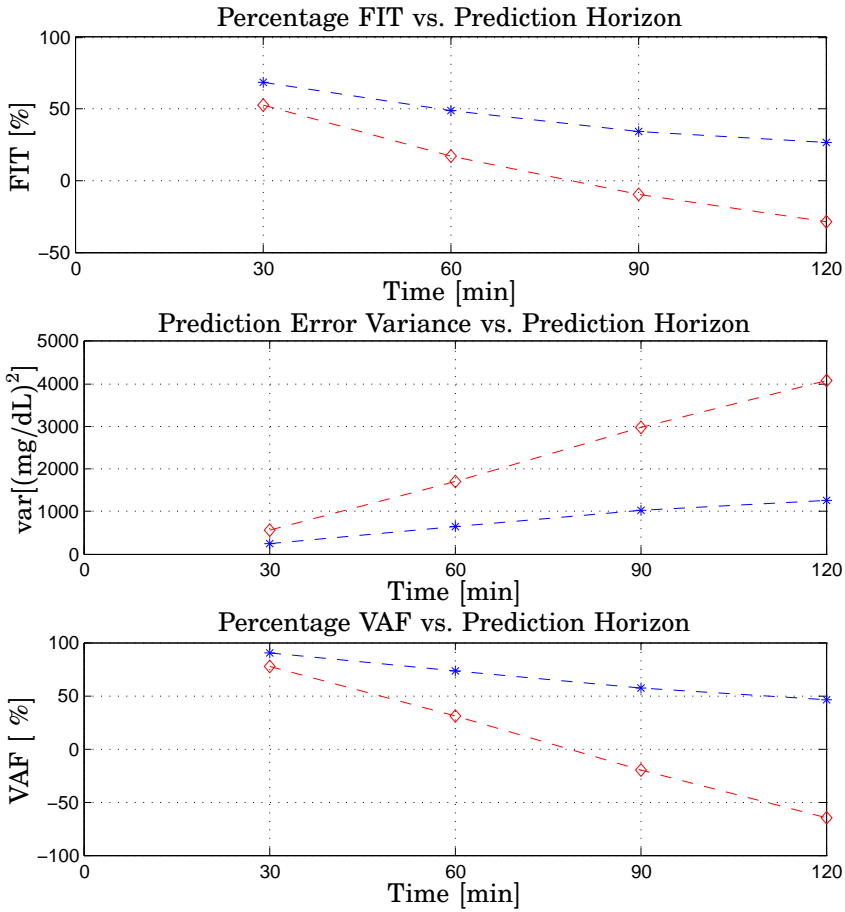 Percentage FIT vs. Prediction Horizon
100
50
0
−50
FIT [%]
0 30 60 90 120
Time [min]
Prediction Error Variance vs. Prediction Horizon
5000
4000
3000
2000
1000
0
var[(mg/dL)²]
0 30 60 90 120
Time [min]
Percentage VAF vs. Prediction Horizon
100
50
0
−50
−100
VAF [ %]
0 30 60 90 120
Time [min]